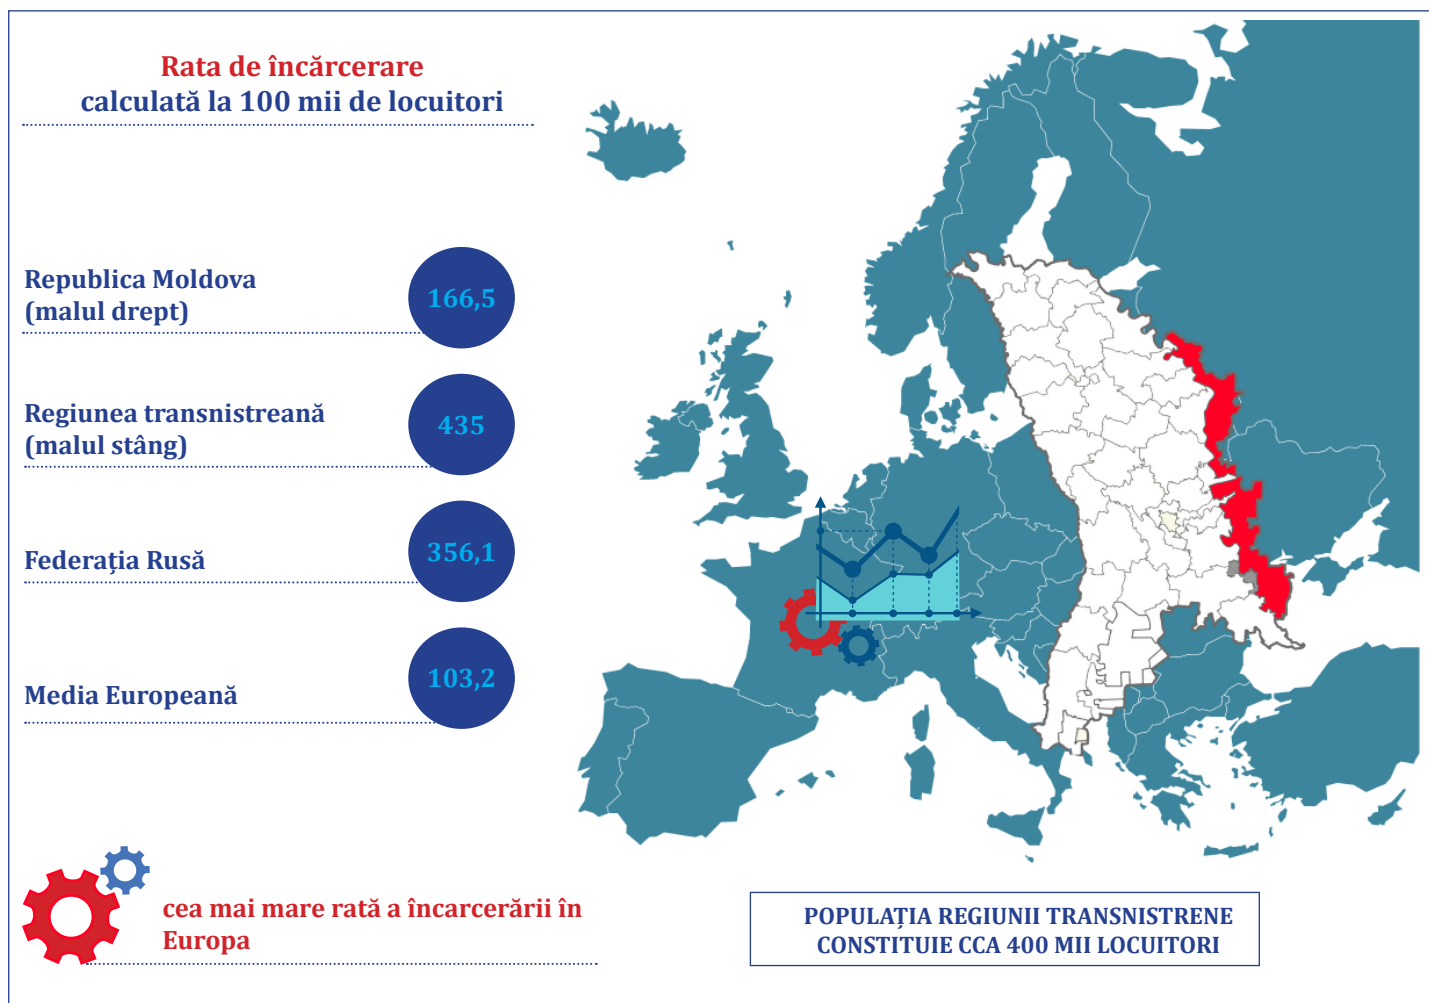 Rata de încărcerare
calculată la 100 mii de locuitori
Republica Moldova
(malul drept)
166,5
Regiunea transnistreană
(malul stâng)
435
Federația Rusă
356,1
Media Europeană
103,2
cea mai mare rată a încarcerării în
Europa
POPULAȚIA REGIUNII TRANSNISTRENE
CONSTITUIE CCA 400 MII LOCUITORI